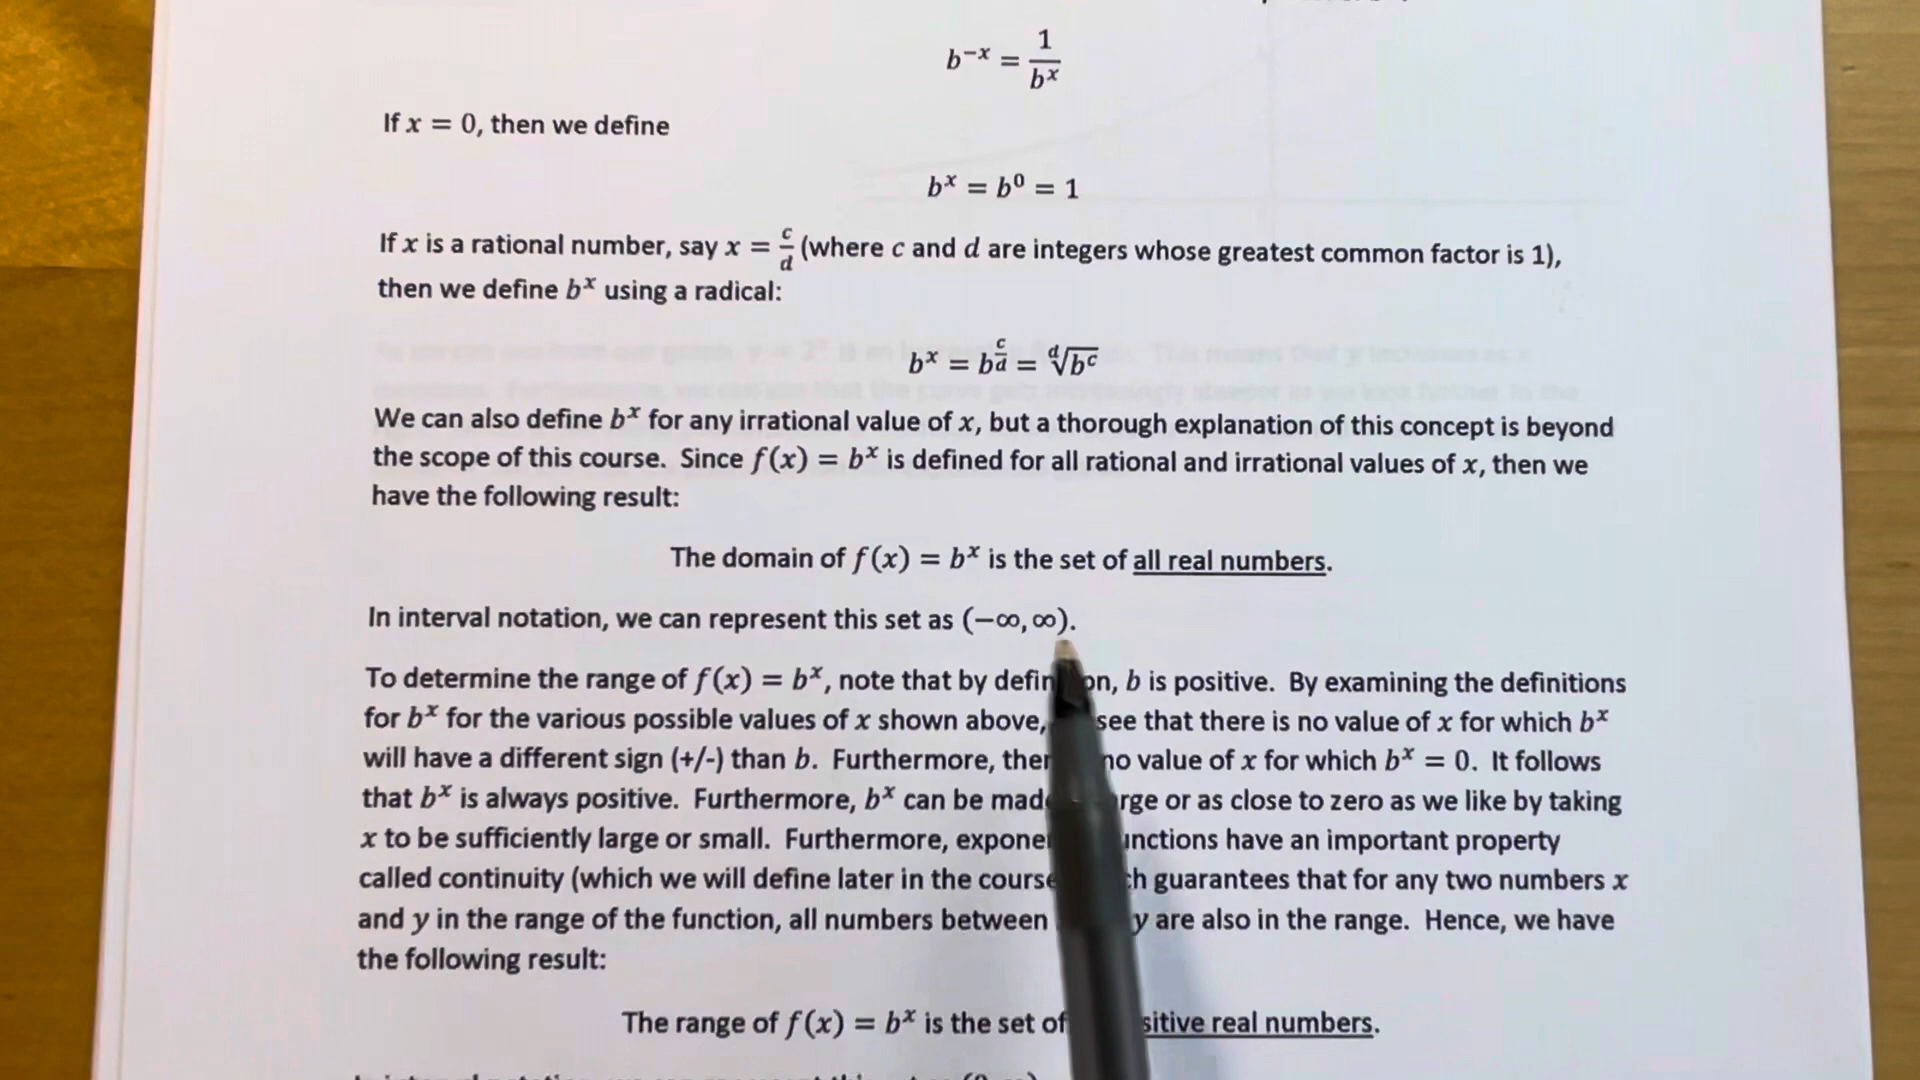 b^{-x} = \frac{1}{b^x}
If x = 0, then we define
b^x = b^0 = 1
If x is a rational number, say x = \frac{c}{d} (where c and d are integers whose greatest common factor is 1),
then we define b^x using a radical:
b^x = b^{\frac{c}{d}} = \sqrt[d]{b^c}
We can also define b^x for any irrational value of x, but a thorough explanation of this concept is beyond
the scope of this course. Since f(x) = b^x is defined for all rational and irrational values of x, then we
have the following result:
The domain of f(x) = b^x is the set of all real numbers.
In interval notation, we can represent this set as (−∞, ∞).
To determine the range of f(x) = b^x, note that by defin on, b is positive. By examining the definitions
for b^x for the various possible values of x shown above, see that there is no value of x for which b^x
will have a different sign (+/-) than b. Furthermore, ther no value of x for which b^x = 0. It follows
that b^x is always positive. Furthermore, b^x can be mad rge or as close to zero as we like by taking
x to be sufficiently large or small. Furthermore, expone unctions have an important property
called continuity (which we will define later in the course ch guarantees that for any two numbers x
and y in the range of the function, all numbers between y are also in the range. Hence, we have
the following result:
The range of f(x) = b^x is the set of sitive real numbers.